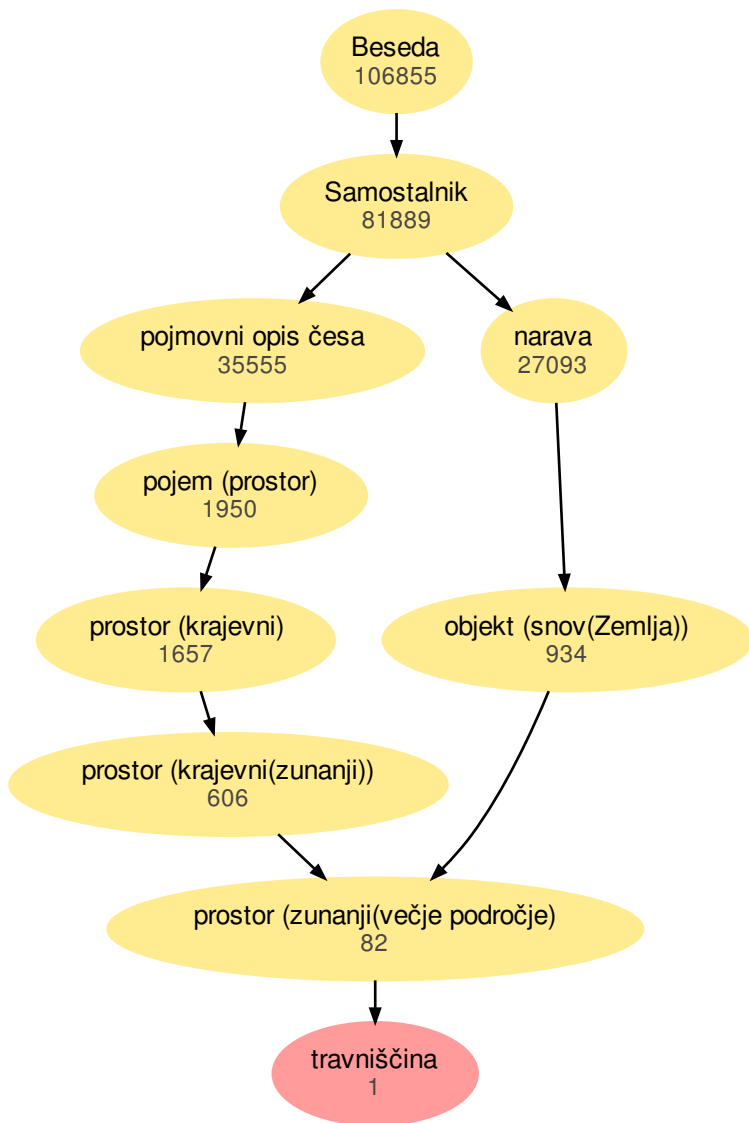 Beseda
106855
Samostalnik
81889
pojmovni opis česa
35555
narava
27093
pojem (prostor)
1950
prostor (krajevni)
1657
objekt (snov(Zemlja))
934
prostor (krajevni(zunanji))
606
prostor (zunanji(večje področje)
82
travniščina
1